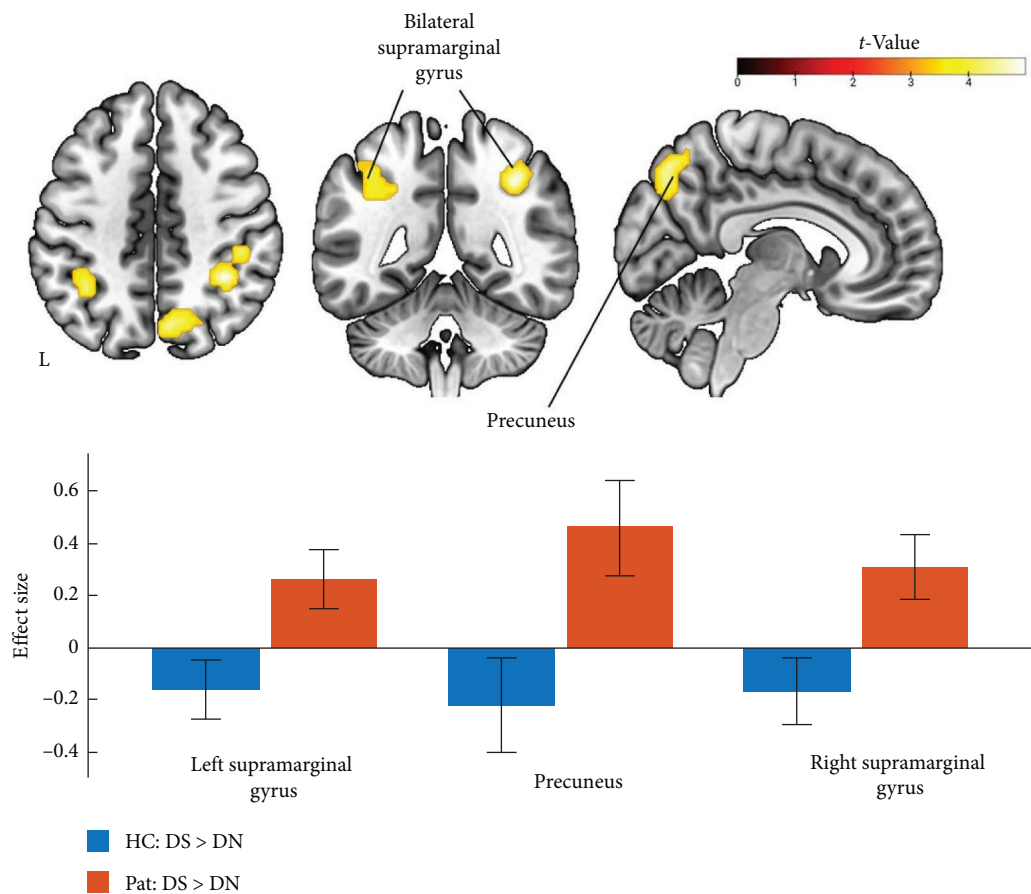 Bilateral
supramarginal
gyrus
t-Value
0 1 2 3 4
L
Precuneus
0.6
0.4
0.2
0
–0.2
–0.4
Effect size
Left supramarginal
gyrus
Precuneus
Right supramarginal
gyrus
HC: DS > DN
Pat: DS > DN